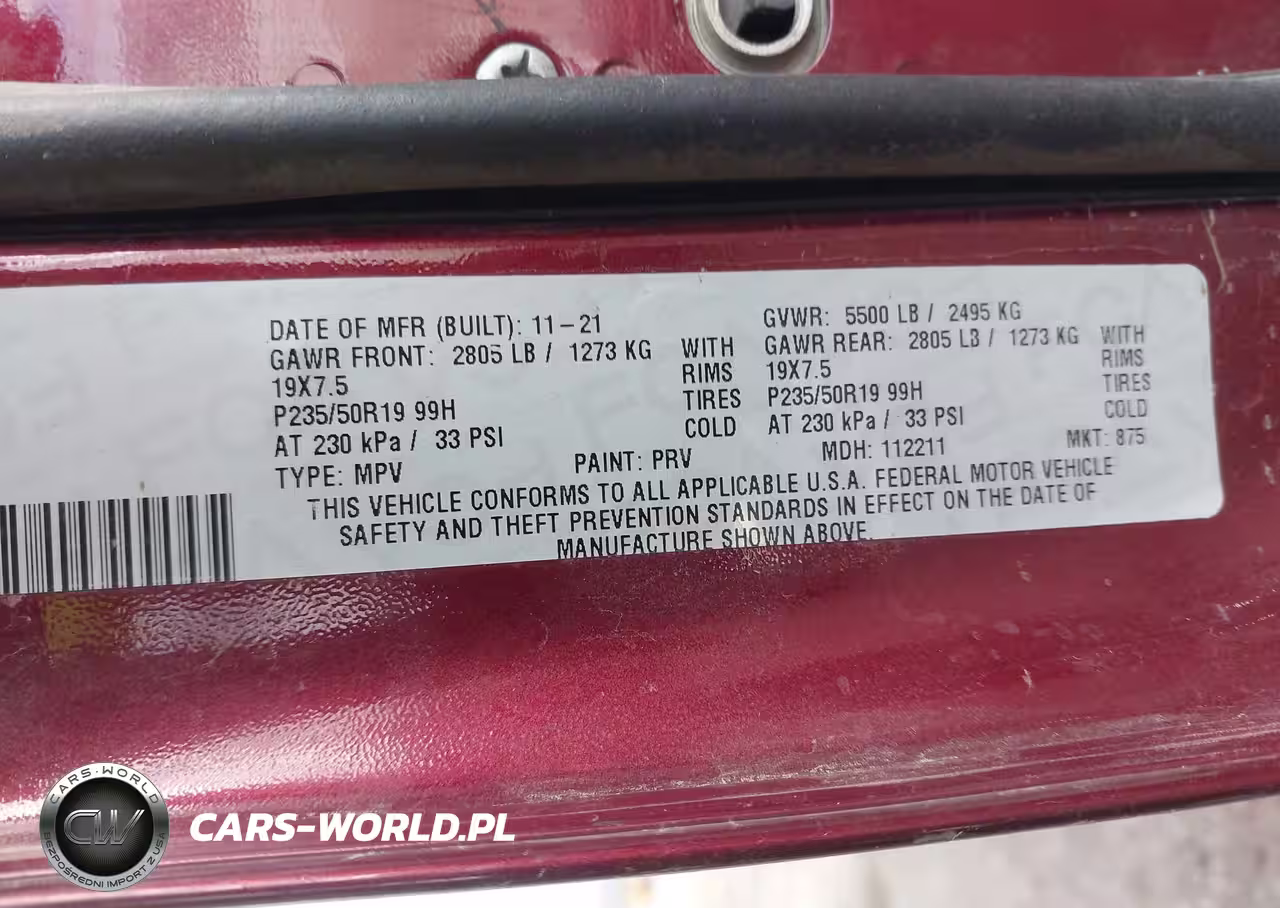 DATE OF MFR (BUILT): 11-21
GVWR: 5500 LB / 2495 KG
GAWR FRONT: 2805 LB / 1273 KG WITH
GAWR REAR: 2805 LB / 1273 KG WITH
19X7.5 RIMS
19X7.5 RIMS
P235/50R19 99H TIRES
P235/50R19 99H TIRES
AT 230 kPa / 33 PSI COLD
AT 230 kPa / 33 PSI COLD
TYPE: MPV PAINT: PRV MDH: 112211 MKT: 875
THIS VEHICLE CONFORMS TO ALL APPLICABLE U.S.A. FEDERAL MOTOR VEHICLE
SAFETY AND THEFT PREVENTION STANDARDS IN EFFECT ON THE DATE OF
MANUFACTURE SHOWN ABOVE.
CARS-WORLD
CW
BEZPOŚREDNI IMPORT Z USA
CARS-WORLD.PL